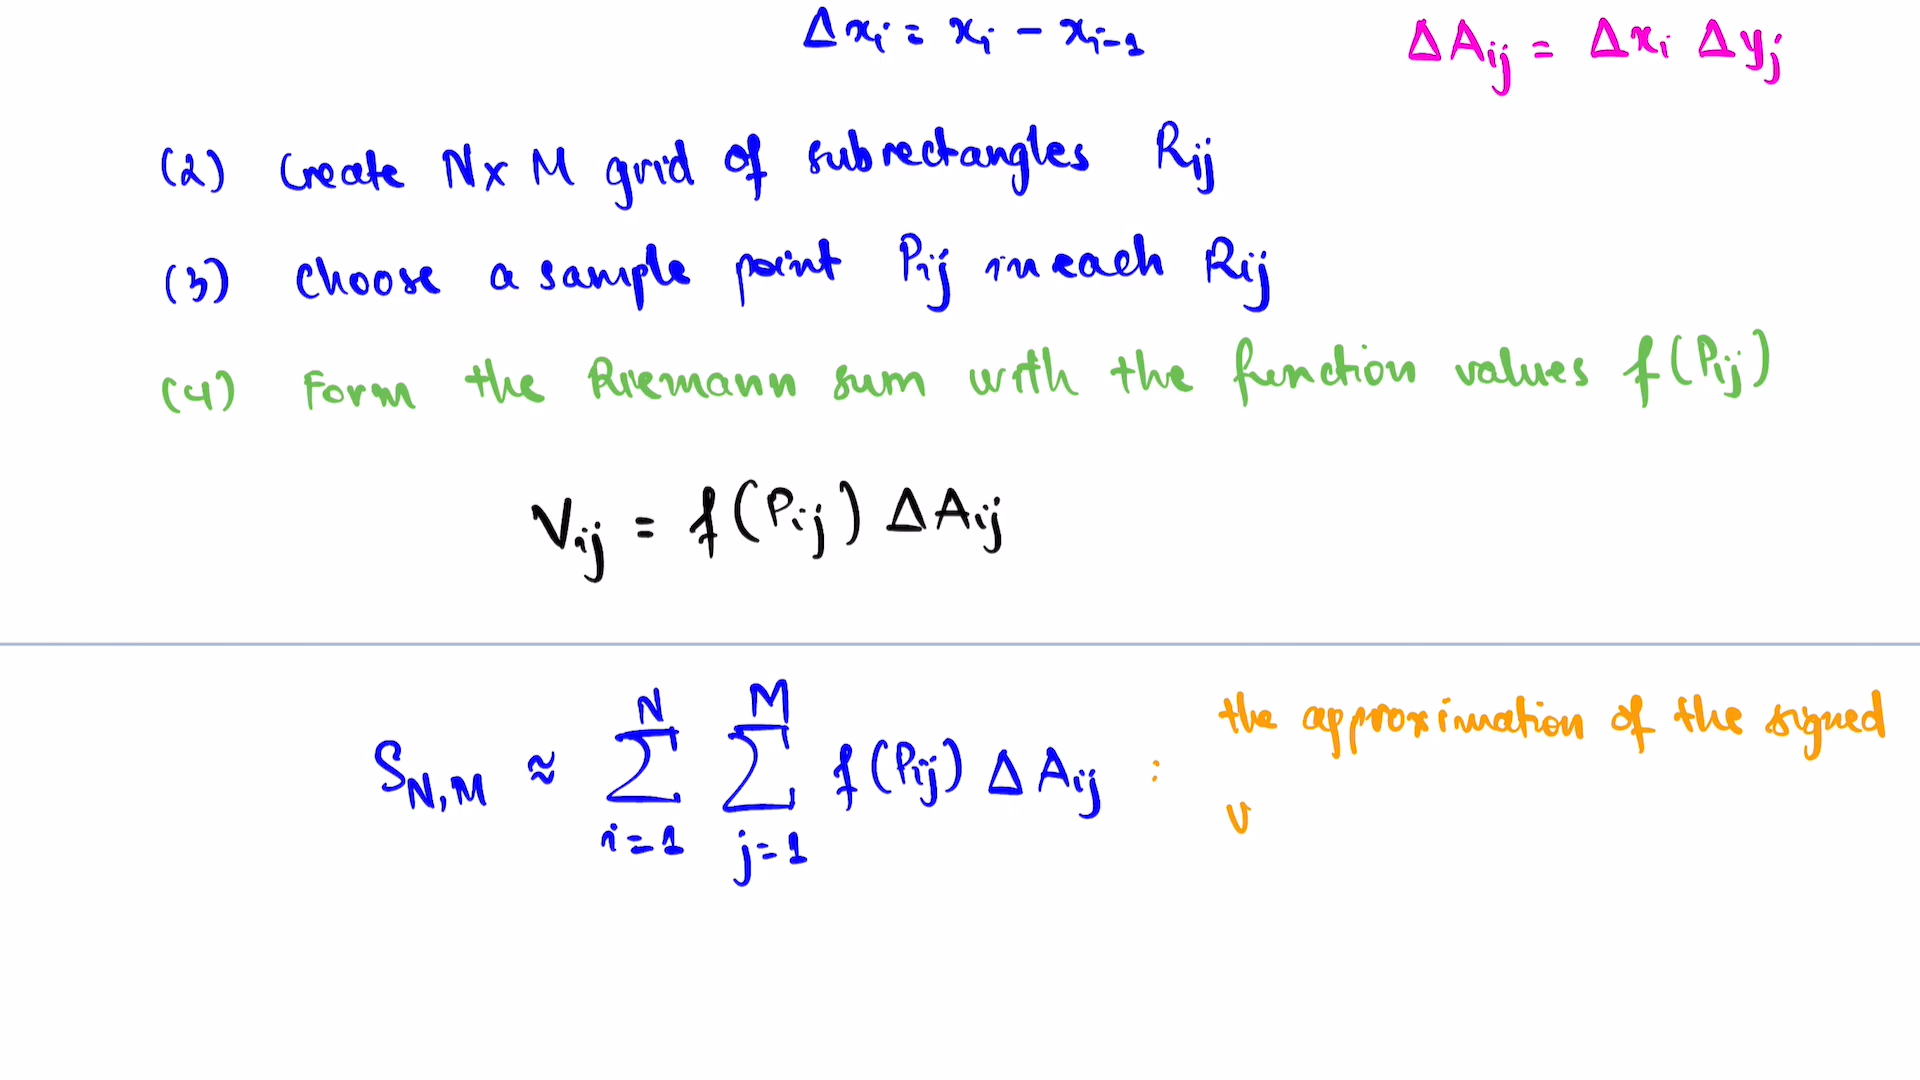 Δxᵢ = xᵢ − xᵢ₋₁
ΔAᵢⱼ = Δxᵢ Δyⱼ
(2) Create N x M grid of subrectangles Rᵢⱼ
(3) Choose a sample point Pᵢⱼ in each Rᵢⱼ
(4) Form the Riemann sum with the function values f(Pᵢⱼ)
Vᵢⱼ = f(Pᵢⱼ) ΔAᵢⱼ
S_{N,M} ≈ \sum_{i=1}^{N} \sum_{j=1}^{M} f(Pᵢⱼ) ΔAᵢⱼ :
the approximation of the signed
v